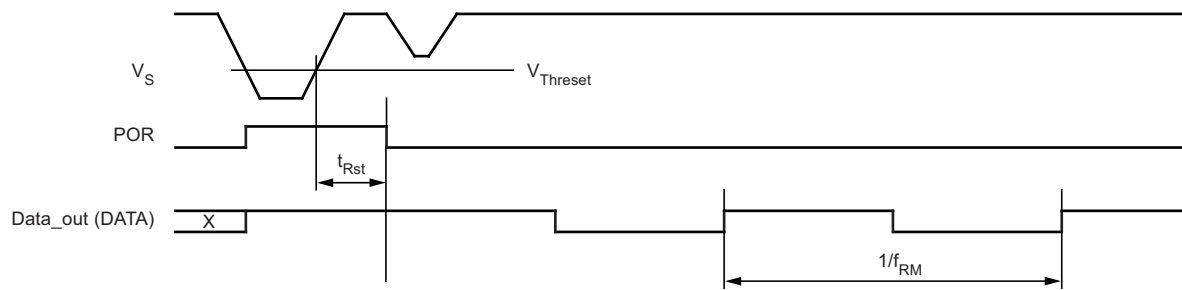 V_S
V_Threset
POR
t_Rst
Data_out (DATA)
X
1/f_RM